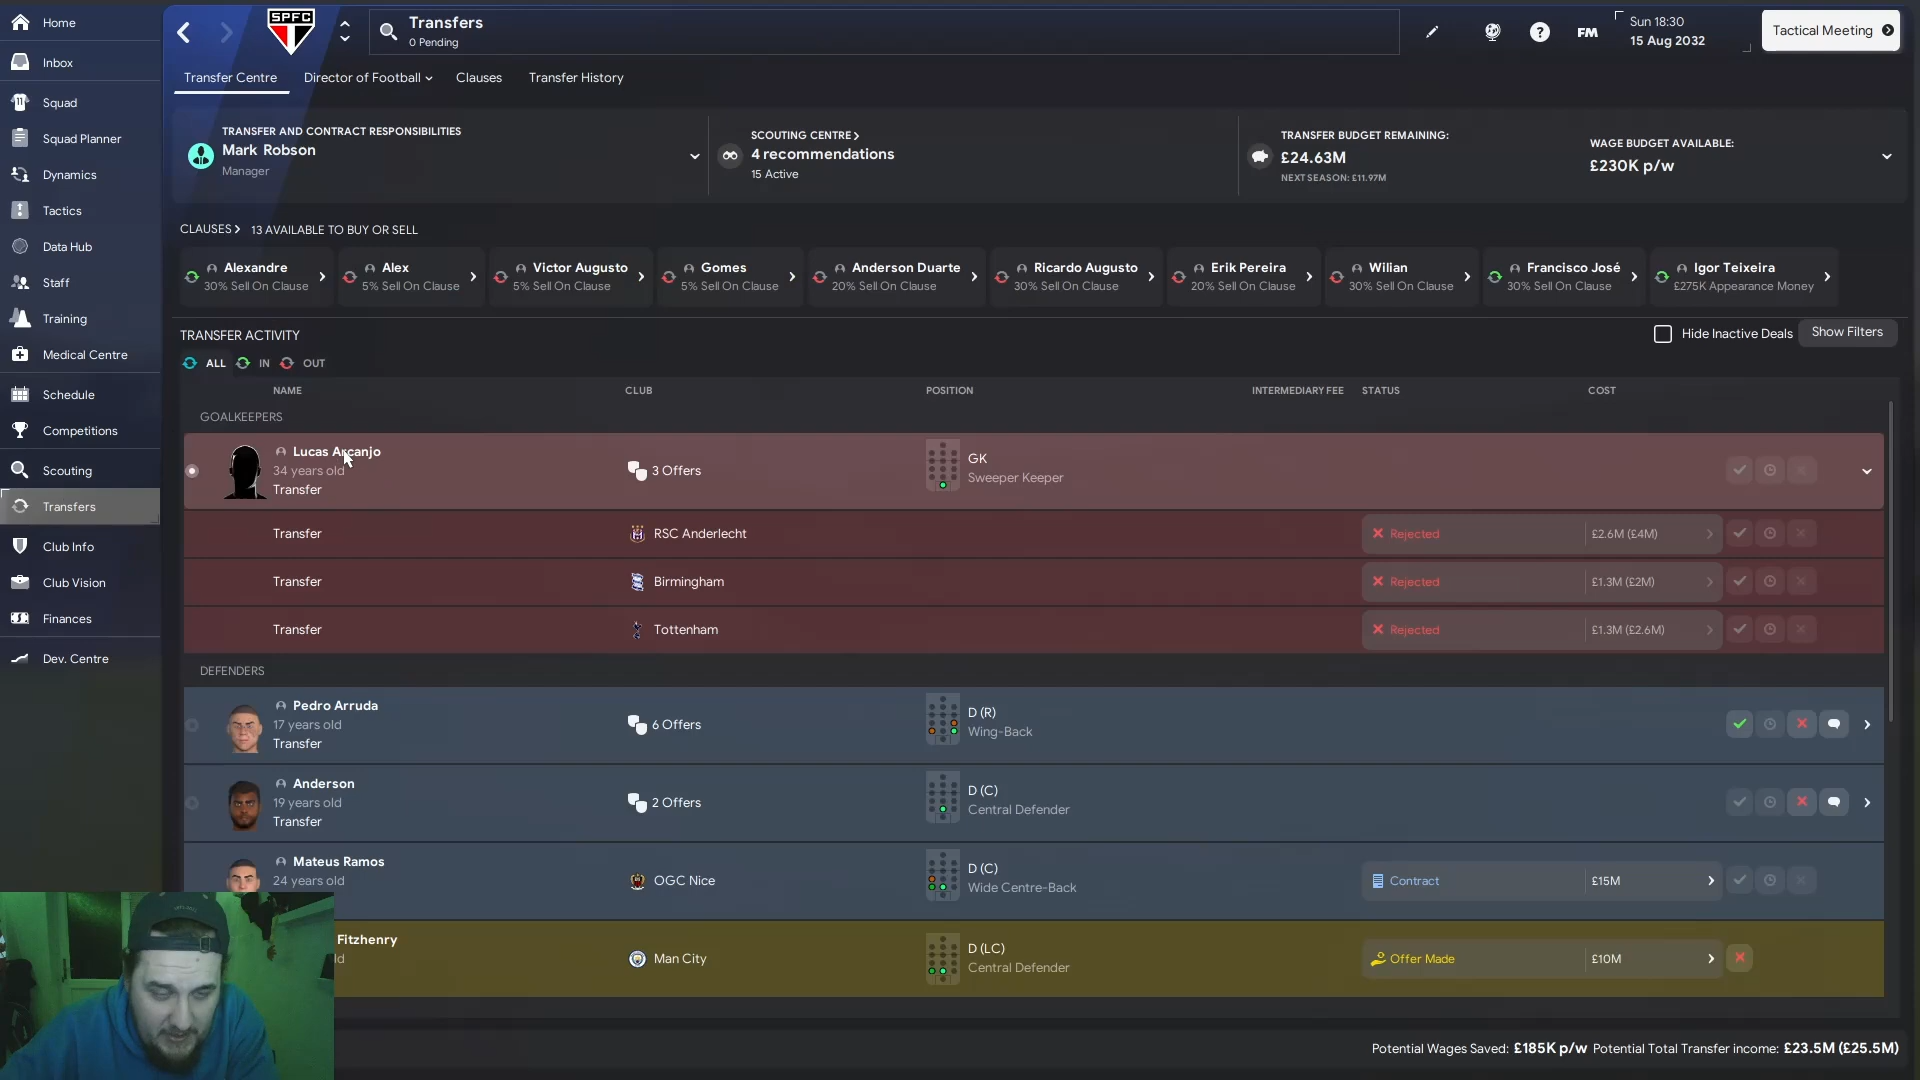 Home
Inbox
Squad
Squad Planner
Dynamics
Tactics
Data Hub
Staff
Training
Medical Centre
Schedule
Competitions
Scouting
Transfers
Club Info
Club Vision
Finances
Dev. Centre
SPFC
Transfers
0 Pending
FM
Sun 18:30
15 Aug 2032
Tactical Meeting
Transfer Centre
Director of Football
Clauses
Transfer History
TRANSFER AND CONTRACT RESPONSIBILITIES
Mark Robson
Manager
SCOUTING CENTRE
4 recommendations
15 Active
TRANSFER BUDGET REMAINING:
£24.63M
NEXT SEASON: £11.97M
WAGE BUDGET AVAILABLE:
£230K p/w
CLAUSES 13 AVAILABLE TO BUY OR SELL
Alexandre
30% Sell On Clause
Alex
5% Sell On Clause
Victor Augusto
5% Sell On Clause
Gomes
5% Sell On Clause
Anderson Duarte
20% Sell On Clause
Ricardo Augusto
30% Sell On Clause
Erik Pereira
20% Sell On Clause
Wilian
30% Sell On Clause
Francisco José
30% Sell On Clause
Igor Teixeira
£275K Appearance Money
TRANSFER ACTIVITY
Hide Inactive Deals
Show Filters
ALL IN OUT
NAME CLUB POSITION INTERMEDIARY FEE STATUS COST
GOALKEEPERS
Lucas Arcanjo
34 years old
Transfer
3 Offers
GK
Sweeper Keeper
Transfer RSC Anderlecht Rejected £2.6M (£4M)
Transfer Birmingham Rejected £1.3M (£2M)
Transfer Tottenham Rejected £1.3M (£2.6M)
DEFENDERS
Pedro Arruda
17 years old
Transfer
6 Offers
D (R)
Wing-Back
Anderson
19 years old
Transfer
2 Offers
D (C)
Central Defender
Mateus Ramos
24 years old
OGC Nice
D (C)
Wide Centre-Back
Contract £15M
Fitzhenry
ld
Man City
D (LC)
Central Defender
Offer Made £10M
Potential Wages Saved: £185K p/w Potential Total Transfer income: £23.5M (£25.5M)